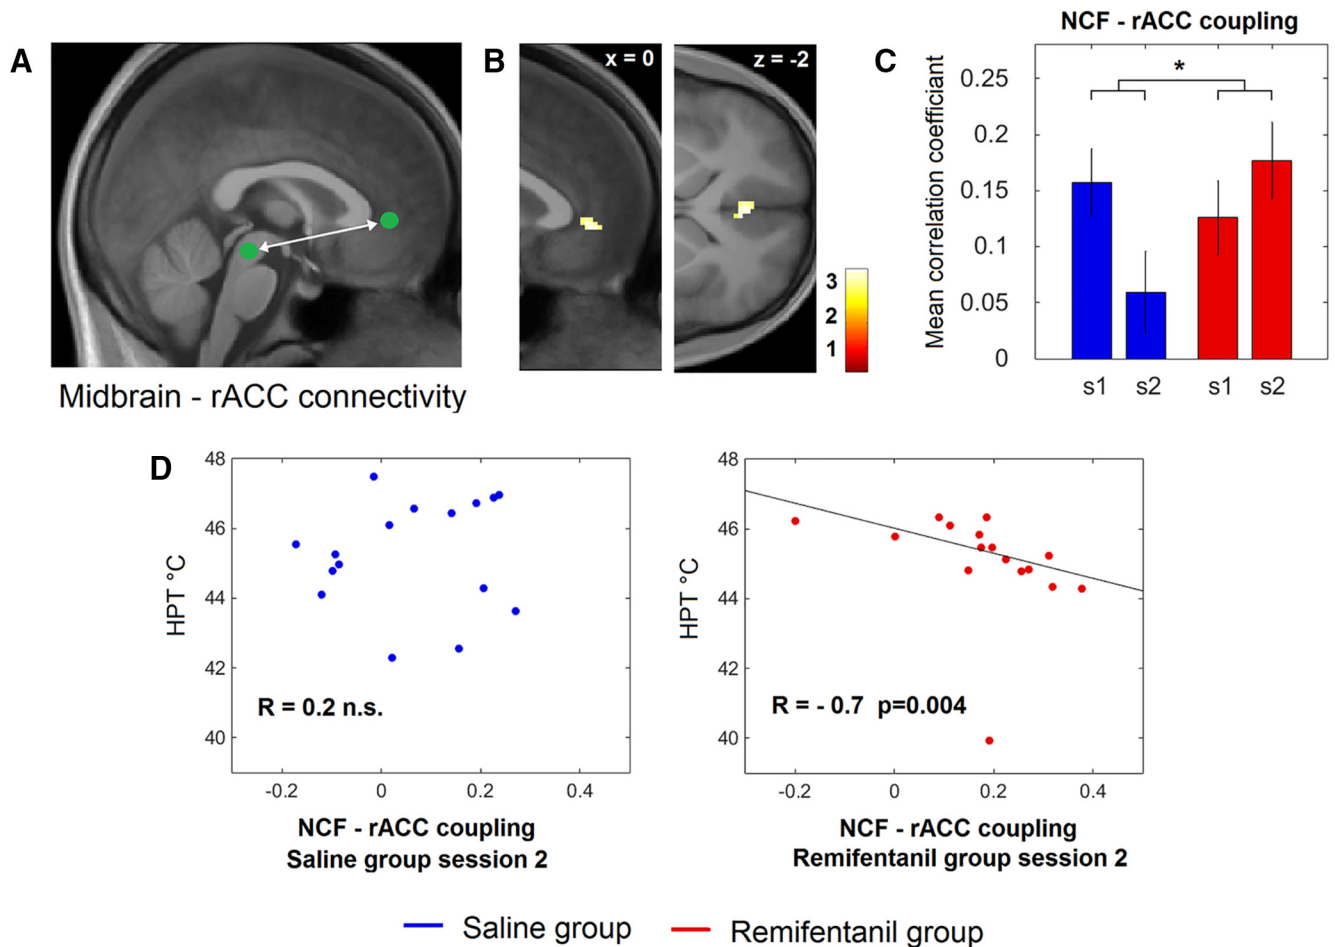 A
Midbrain - rACC connectivity
B
x = 0
z = -2
3
2
1
C
NCF - rACC coupling
Mean correlation coefficiant
0.25
0.2
0.15
0.1
0.05
0
*
s1 s2 s1 s2
D
HPT °C
48
46
44
42
40
R = 0.2 n.s.
-0.2 0 0.2 0.4
NCF - rACC coupling
Saline group session 2
HPT °C
48
46
44
42
40
R = - 0.7 p=0.004
-0.2 0 0.2 0.4
NCF - rACC coupling
Remifentanil group session 2
Saline group Remifentanil group